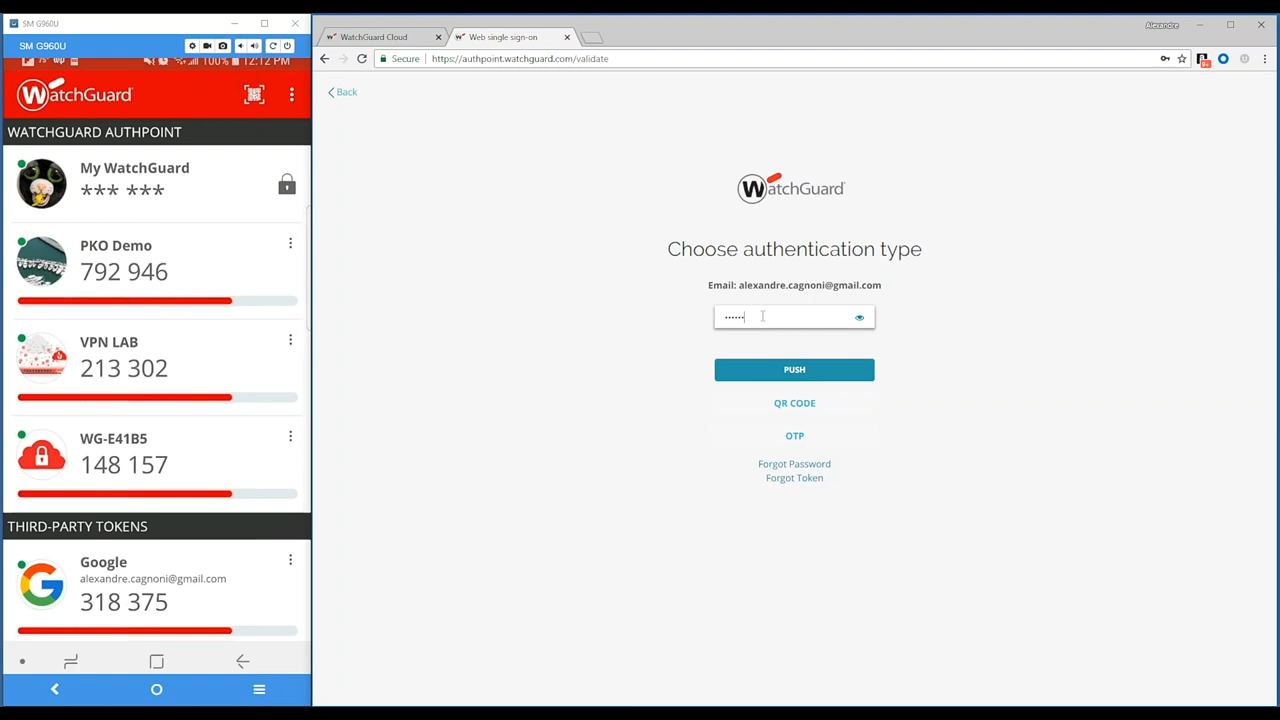 SM G960U
SM G960U
100% 12:12 PM
WatchGuard
WATCHGUARD AUTHPOINT
My WatchGuard
*** ***
PKO Demo
792 946
VPN LAB
213 302
WG-E41B5
148 157
THIRD-PARTY TOKENS
Google
alexandre.cagnoni@gmail.com
318 375
WatchGuard Cloud
Web single sign-on
Alexandre
Secure
https://authpoint.watchguard.com/validate
Back
WatchGuard
Choose authentication type
Email: alexandre.cagnoni@gmail.com
••••••
PUSH
QR CODE
OTP
Forgot Password
Forgot Token